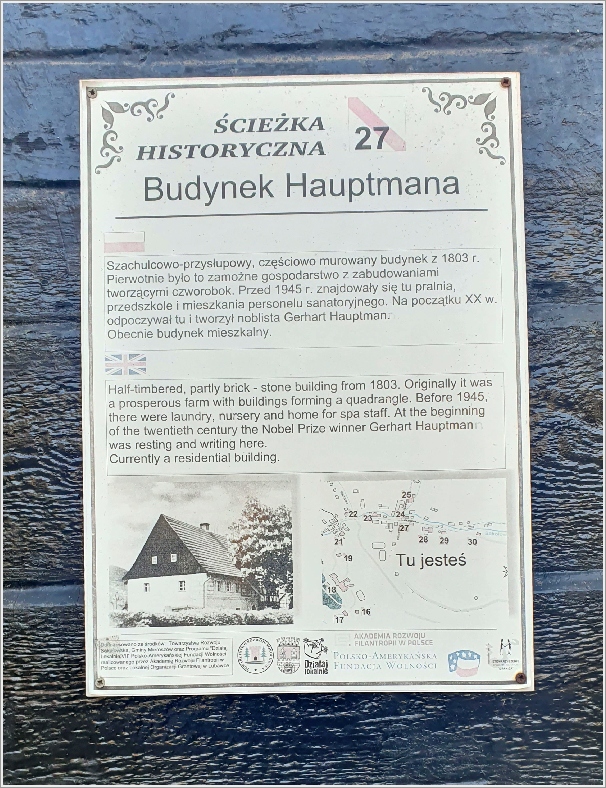 ŚCIEŻKA
HISTORYCZNA
27
Budynek Hauptmana
Szachulcowo-przysłupowy, częściowo murowany budynek z 1803 r.
Pierwotnie było to zamożne gospodarstwo z zabudowaniami
tworzącymi czworobok. Przed 1945 r. znajdowały się tu pralnia,
przedszkole i mieszkania personelu sanatoryjnego. Na początku XX w.
odpoczywał tu i tworzył noblista Gerhart Hauptman.
Obecnie budynek mieszkalny.
Half-timbered, partly brick - stone building from 1803. Originally it was
a prosperous farm with buildings forming a quadrangle. Before 1945,
there were laundry, nursery and home for spa staff. At the beginning
of the twentieth century the Nobel Prize winner Gerhart Hauptmann
was resting and writing here.
Currently a residential building.
25
22 23 24
27
21 28 29 30
19
Tu jesteś
18
16
17
Towarzystwa Rozwoju
Działaj
lokalnie
AKADEMIA ROZWOJU
FILANTROPII W POLSCE
POLSKO-AMERYKAŃSKA
FUNDACJA WOLNOŚCI